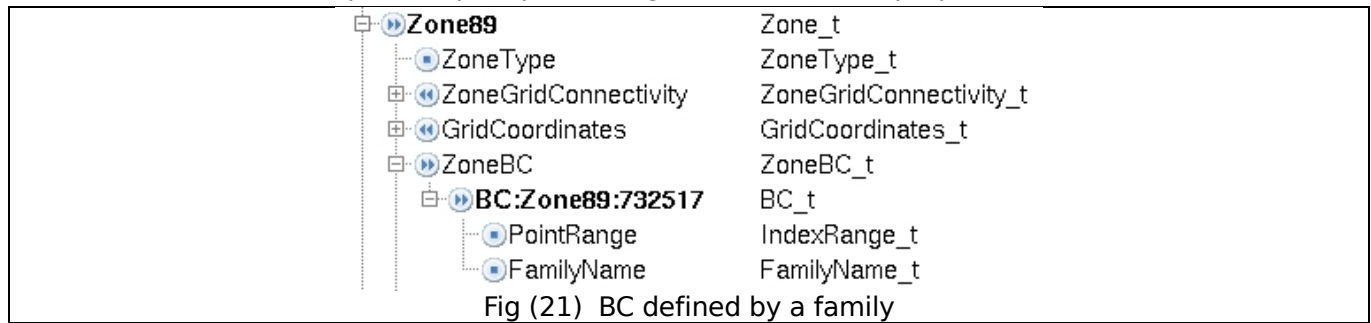 Zone89 Zone_t
ZoneType ZoneType_t
ZoneGridConnectivity ZoneGridConnectivity_t
GridCoordinates GridCoordinates_t
ZoneBC ZoneBC_t
BC:Zone89:732517 BC_t
PointRange IndexRange_t
FamilyName FamilyName_t
Fig (21) BC defined by a family